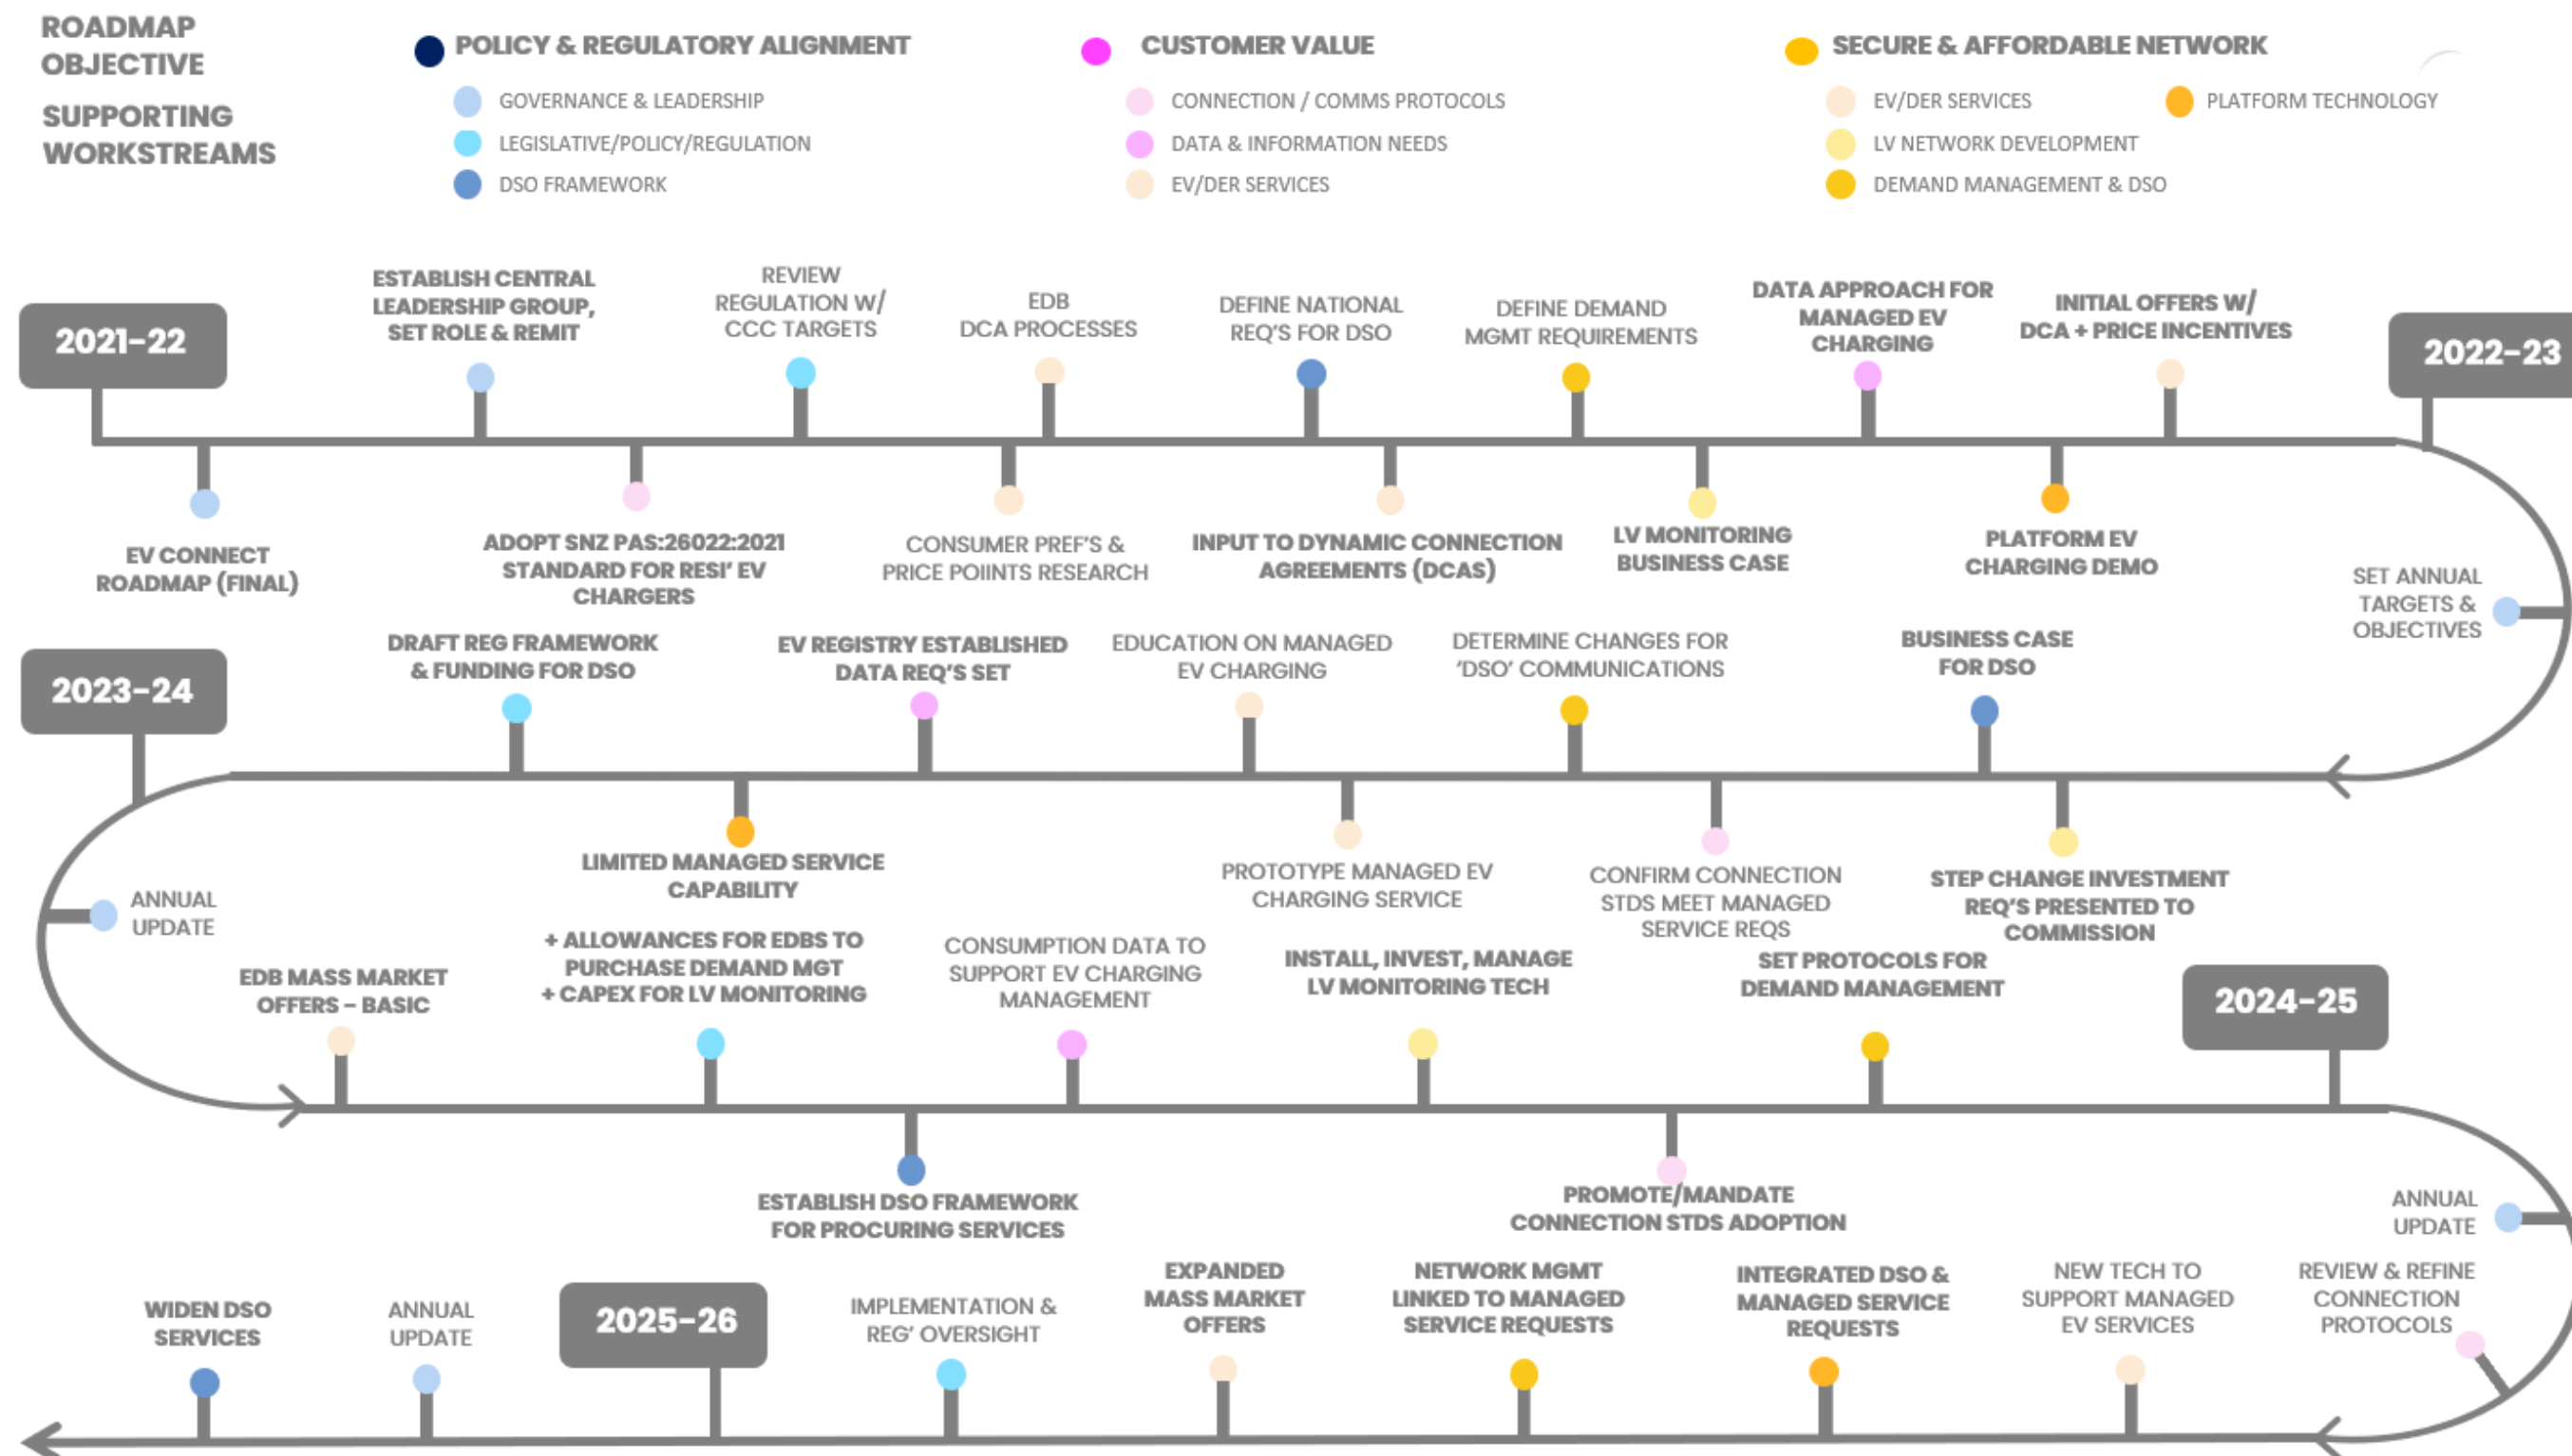 ROADMAP
OBJECTIVE
SUPPORTING
WORKSTREAMS
POLICY & REGULATORY ALIGNMENT
GOVERNANCE & LEADERSHIP
LEGISLATIVE/POLICY/REGULATION
DSO FRAMEWORK
CUSTOMER VALUE
CONNECTION / COMMS PROTOCOLS
DATA & INFORMATION NEEDS
EV/DER SERVICES
SECURE & AFFORDABLE NETWORK
EV/DER SERVICES
LV NETWORK DEVELOPMENT
DEMAND MANAGEMENT & DSO
PLATFORM TECHNOLOGY
2021-22
ESTABLISH CENTRAL
LEADERSHIP GROUP,
SET ROLE & REMIT
REVIEW
REGULATION W/
CCC TARGETS
EDB
DCA PROCESSES
DEFINE NATIONAL
REQ'S FOR DSO
DEFINE DEMAND
MGMT REQUIREMENTS
DATA APPROACH FOR
MANAGED EV
CHARGING
INITIAL OFFERS W/
DCA + PRICE INCENTIVES
2022-23
EV CONNECT
ROADMAP (FINAL)
ADOPT SNZ PAS:26022:2021
STANDARD FOR RESI' EV
CHARGERS
CONSUMER PREF'S &
PRICE POIINTS RESEARCH
INPUT TO DYNAMIC CONNECTION
AGREEMENTS (DCAS)
LV MONITORING
BUSINESS CASE
PLATFORM EV
CHARGING DEMO
SET ANNUAL
TARGETS &
OBJECTIVES
2023-24
DRAFT REG FRAMEWORK
& FUNDING FOR DSO
EV REGISTRY ESTABLISHED
DATA REQ'S SET
EDUCATION ON MANAGED
EV CHARGING
DETERMINE CHANGES FOR
'DSO' COMMUNICATIONS
BUSINESS CASE
FOR DSO
ANNUAL
UPDATE
LIMITED MANAGED SERVICE
CAPABILITY
PROTOTYPE MANAGED EV
CHARGING SERVICE
CONFIRM CONNECTION
STDS MEET MANAGED
SERVICE REQS
STEP CHANGE INVESTMENT
REQ'S PRESENTED TO
COMMISSION
EDB MASS MARKET
OFFERS – BASIC
+ ALLOWANCES FOR EDBS TO
PURCHASE DEMAND MGT
+ CAPEX FOR LV MONITORING
CONSUMPTION DATA TO
SUPPORT EV CHARGING
MANAGEMENT
INSTALL, INVEST, MANAGE
LV MONITORING TECH
SET PROTOCOLS FOR
DEMAND MANAGEMENT
2024-25
ESTABLISH DSO FRAMEWORK
FOR PROCURING SERVICES
PROMOTE/MANDATE
CONNECTION STDS ADOPTION
ANNUAL
UPDATE
WIDEN DSO
SERVICES
ANNUAL
UPDATE
2025-26
IMPLEMENTATION &
REG' OVERSIGHT
EXPANDED
MASS MARKET
OFFERS
NETWORK MGMT
LINKED TO MANAGED
SERVICE REQUESTS
INTEGRATED DSO &
MANAGED SERVICE
REQUESTS
NEW TECH TO
SUPPORT MANAGED
EV SERVICES
REVIEW & REFINE
CONNECTION
PROTOCOLS